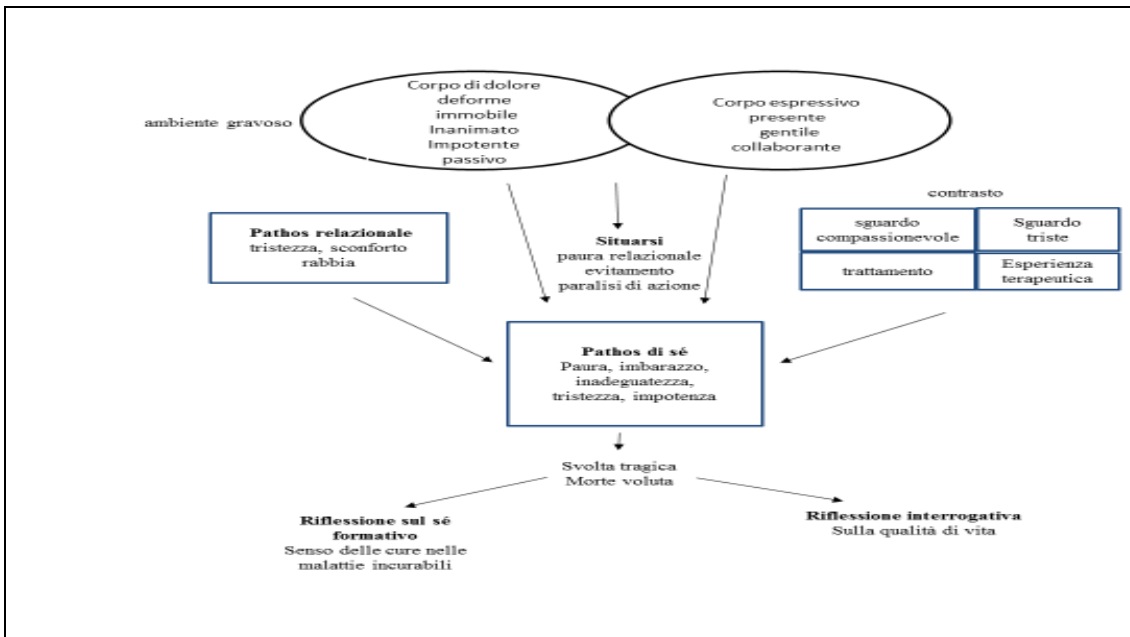 Corpo di dolore
deforme
immobile
Inanimato
Impotente
passivo
Corpo espressivo
presente
gentile
collaborante
ambiente gravoso
contrasto
Pathos relazionale
tristezza, sconforto
rabbia
Situarsi
paura relazionale
evitamento
paralisi di azione
sguardo
compassionevole
Sguardo
triste
trattamento
Esperienza
terapeutica
Pathos di sé
Paura, imbarazzo,
inadeguatezza,
tristezza, impotenza
Svolta tragica
Morte voluta
Riflessione sul sé
formativo
Senso delle cure nelle
malattie incurabili
Riflessione interrogativa
Sulla qualità di vita